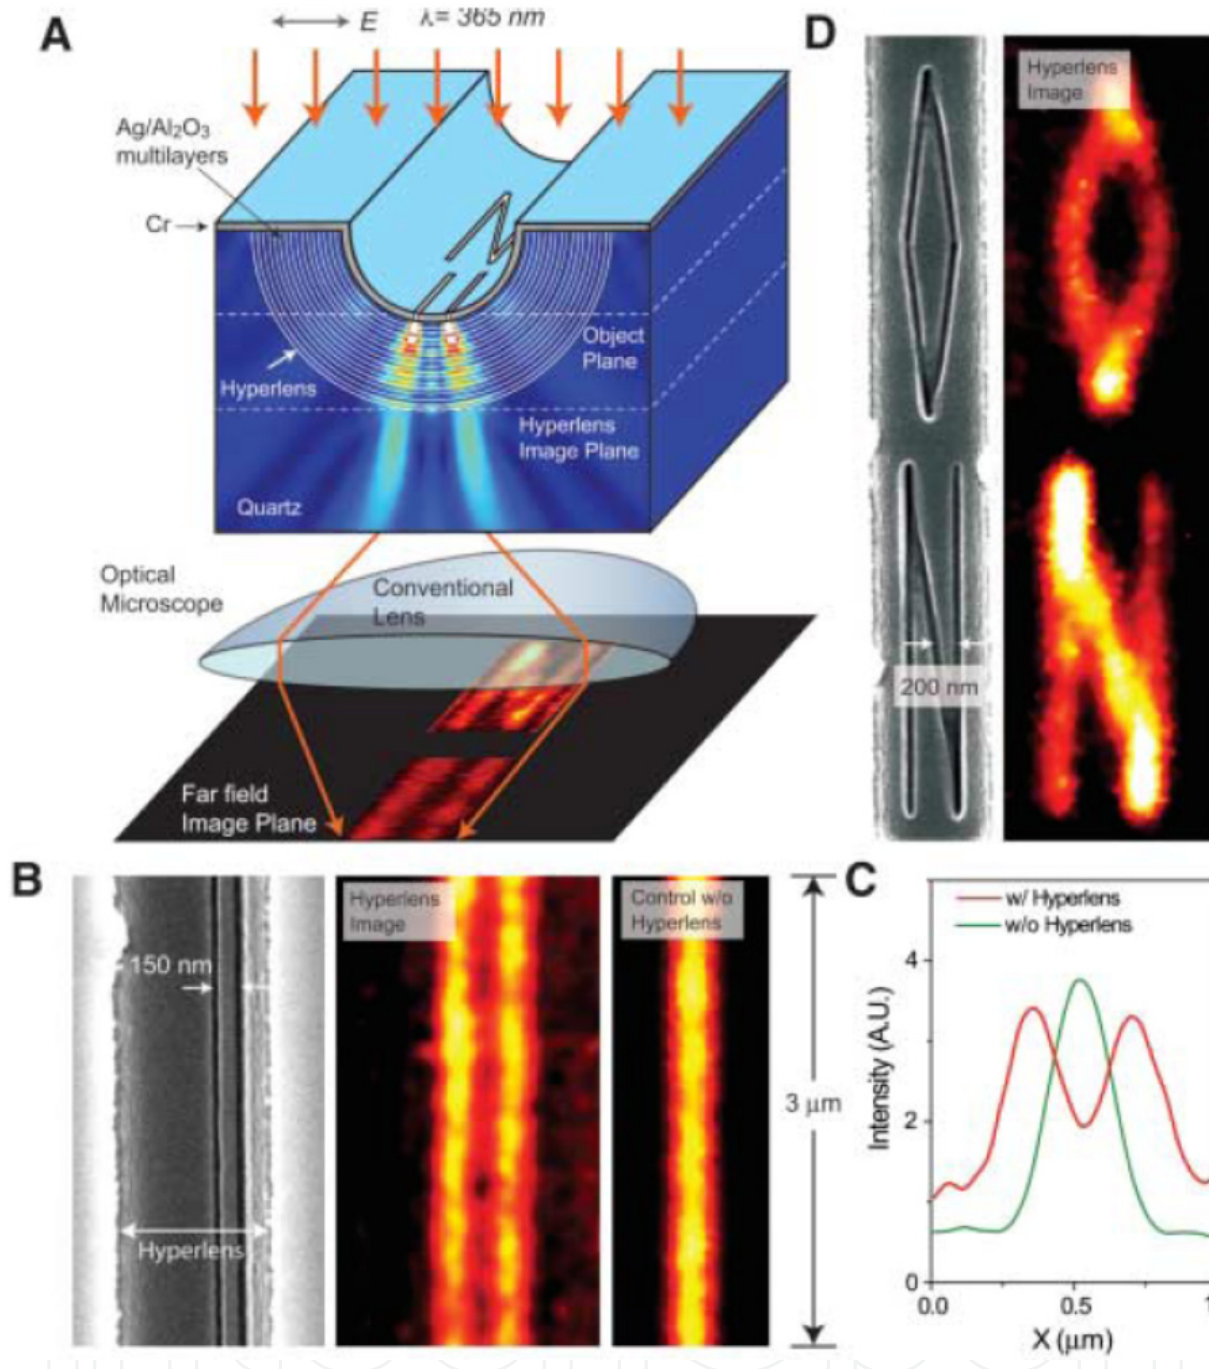 A
E
λ= 365 nm
Ag/Al₂O₃
multilayers
Cr
Object
Plane
Hyperlens
Hyperlens
Image Plane
Quartz
Optical
Microscope
Conventional
Lens
Far field
Image Plane
D
Hyperlens
Image
200 nm
B
150 nm
Hyperlens
Hyperlens
Image
Control w/o
Hyperlens
3 μm
C
w/ Hyperlens
w/o Hyperlens
4
2
0
Intensity (A.U.)
0.0
0.5
1
X (μm)